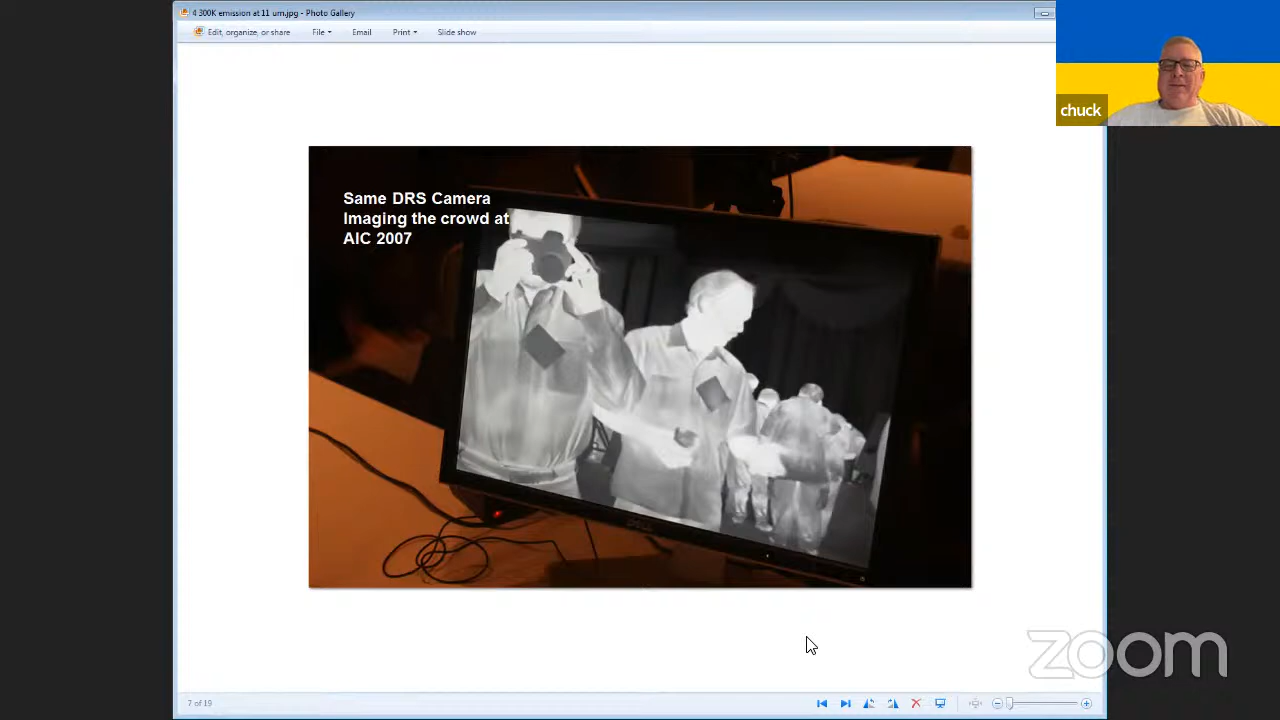 4 300K emission at 11 um.jpg - Photo Gallery
Edit, organize, or share File Email Print Slide show
chuck
Same DRS Camera
Imaging the crowd at
AIC 2007
DELL
7 of 19
zoom